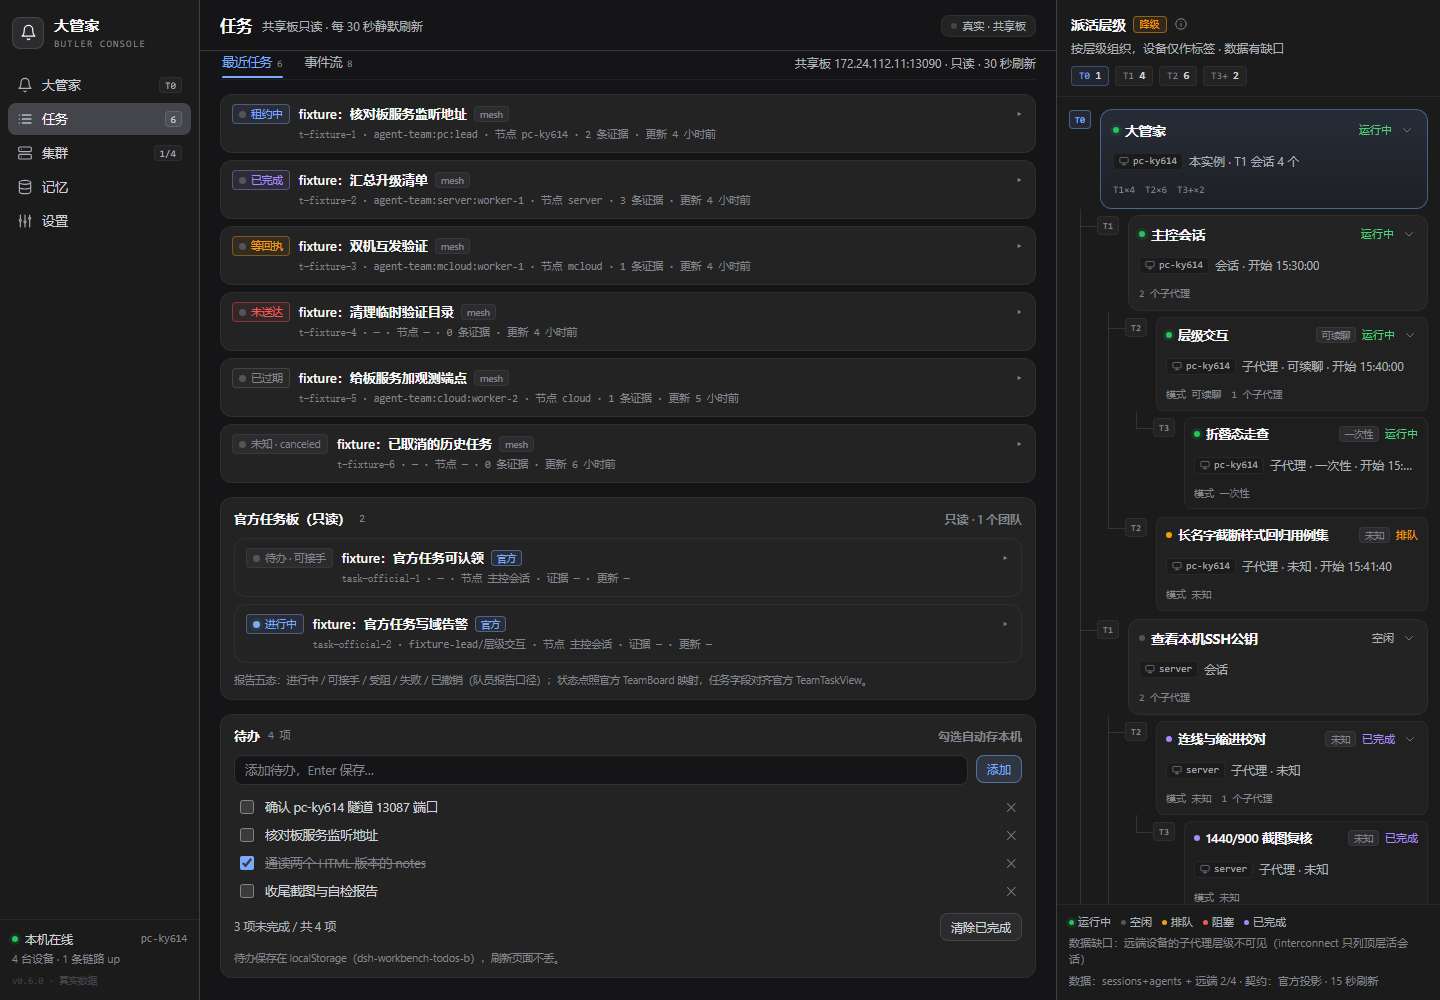 大管家
BUTLER CONSOLE
大管家 T0
任务 6
集群 1/4
记忆
设置
本机在线 pc-ky614
4 台设备 · 1 条链路 up
v0.6.0 · 真实数据
任务 共享板只读 · 每 30 秒静默刷新 真实 · 共享板
最近任务 6 事件流 8 共享板 172.24.112.11:13090 · 只读 · 30 秒刷新
租约中 fixture：核对板服务监听地址 mesh
t-fixture-1 · agent-team:pc:lead · 节点 pc-ky614 · 2 条证据 · 更新 4 小时前
已完成 fixture：汇总升级清单 mesh
t-fixture-2 · agent-team:server:worker-1 · 节点 server · 3 条证据 · 更新 4 小时前
等回执 fixture：双机互发验证 mesh
t-fixture-3 · agent-team:mcloud:worker-1 · 节点 mcloud · 1 条证据 · 更新 4 小时前
未送达 fixture：清理临时验证目录 mesh
t-fixture-4 · — · 节点 — · 0 条证据 · 更新 4 小时前
已过期 fixture：给板服务加观测端点 mesh
t-fixture-5 · agent-team:cloud:worker-2 · 节点 cloud · 1 条证据 · 更新 5 小时前
未知 · canceled fixture：已取消的历史任务 mesh
t-fixture-6 · — · 节点 — · 0 条证据 · 更新 6 小时前
官方任务板（只读） 2 只读 · 1 个团队
待办 · 可接手 fixture：官方任务可认领 官方
task-official-1 · — · 节点 主控会话 · 证据 — · 更新 —
进行中 fixture：官方任务写域告警 官方
task-official-2 · fixture-lead/层级交互 · 节点 主控会话 · 证据 — · 更新 —
报告五态：进行中 / 可接手 / 受阻 / 失败 / 已撤销（队员报告口径）；状态点照官方 TeamBoard 映射，任务字段对齐官方 TeamTaskView。
待办 4 项 勾选自动存本机
添加待办，Enter 保存... 添加
确认 pc-ky614 隧道 13087 端口
核对板服务监听地址
通读两个 HTML 版本的 notes
收尾截图与自检报告
3 项未完成 / 共 4 项 清除已完成
待办保存在 localStorage（dsh-workbench-todos-b），刷新页面不丢。
派活层级 降级
按层级组织，设备仅作标签 · 数据有缺口
T0 1 T1 4 T2 6 T3+ 2
T0 大管家 运行中
pc-ky614 本实例 · T1 会话 4 个
T1×4 T2×6 T3+×2
T1 主控会话 运行中
pc-ky614 会话 · 开始 15:30:00
2 个子代理
T2 层级交互 可续聊 运行中
pc-ky614 子代理 · 可续聊 · 开始 15:40:00
模式 可续聊 1 个子代理
T3 折叠态走查 一次性 运行中
pc-ky614 子代理 · 一次性 · 开始 15:...
模式 一次性
T2 长名字截断样式回归用例集 未知 排队
pc-ky614 子代理 · 未知 · 开始 15:41:40
模式 未知
T1 查看本机SSH公钥 空闲
server 会话
2 个子代理
T2 连线与缩进校对 未知 已完成
server 子代理 · 未知
模式 未知 1 个子代理
T3 1440/900 截图复核 未知 已完成
server 子代理 · 未知
模式 未知
运行中 空闲 排队 阻塞 已完成
数据缺口：远端设备的子代理层级不可见（interconnect 只列顶层活会
话）
数据：sessions+agents + 远端 2/4 · 契约：官方投影 · 15 秒刷新